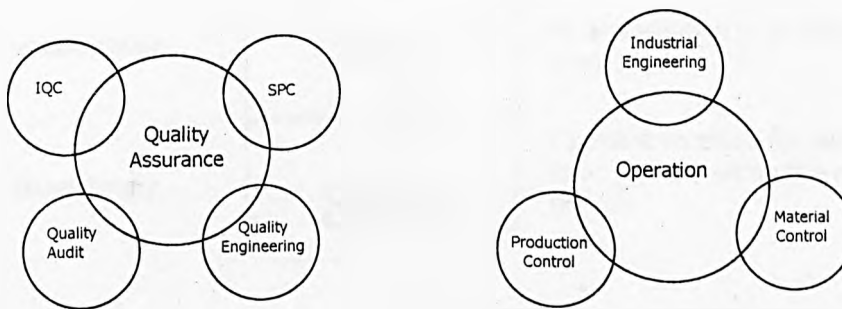 IQC
SPC
Quality
Assurance
Quality
Audit
Quality
Engineering
Industrial
Engineering
Operation
Production
Control
Material
Control